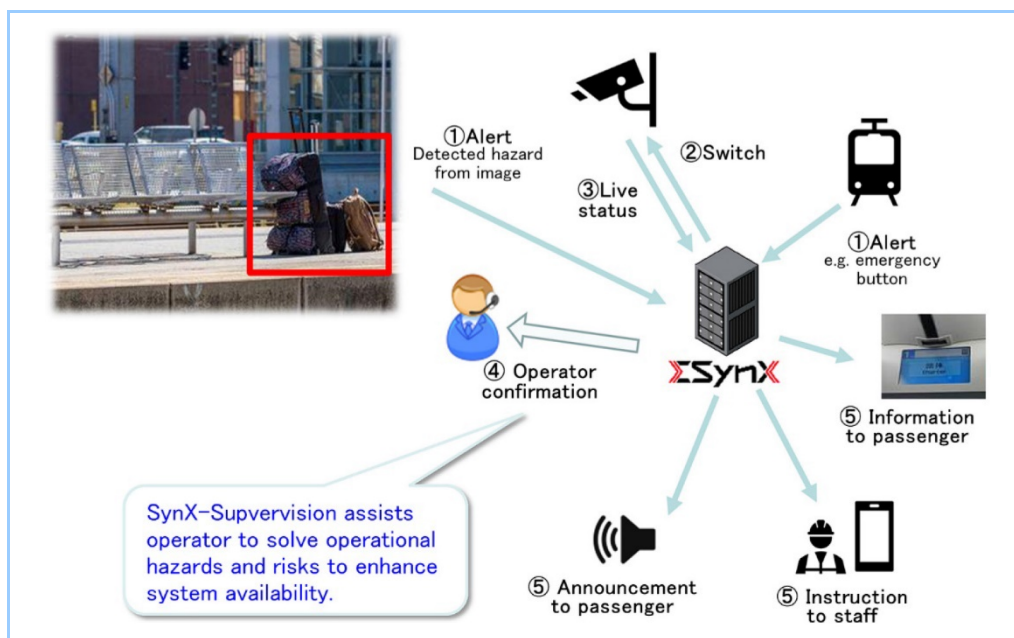 ①Alert
Detected hazard
from image
②Switch
③Live
status
①Alert
e.g. emergency
button
④ Operator
confirmation
ΣSynX
⑤ Information
to passenger
SynX-Supvervision assists
operator to solve operational
hazards and risks to enhance
system availability.
⑤ Announcement
to passenger
⑤ Instruction
to staff